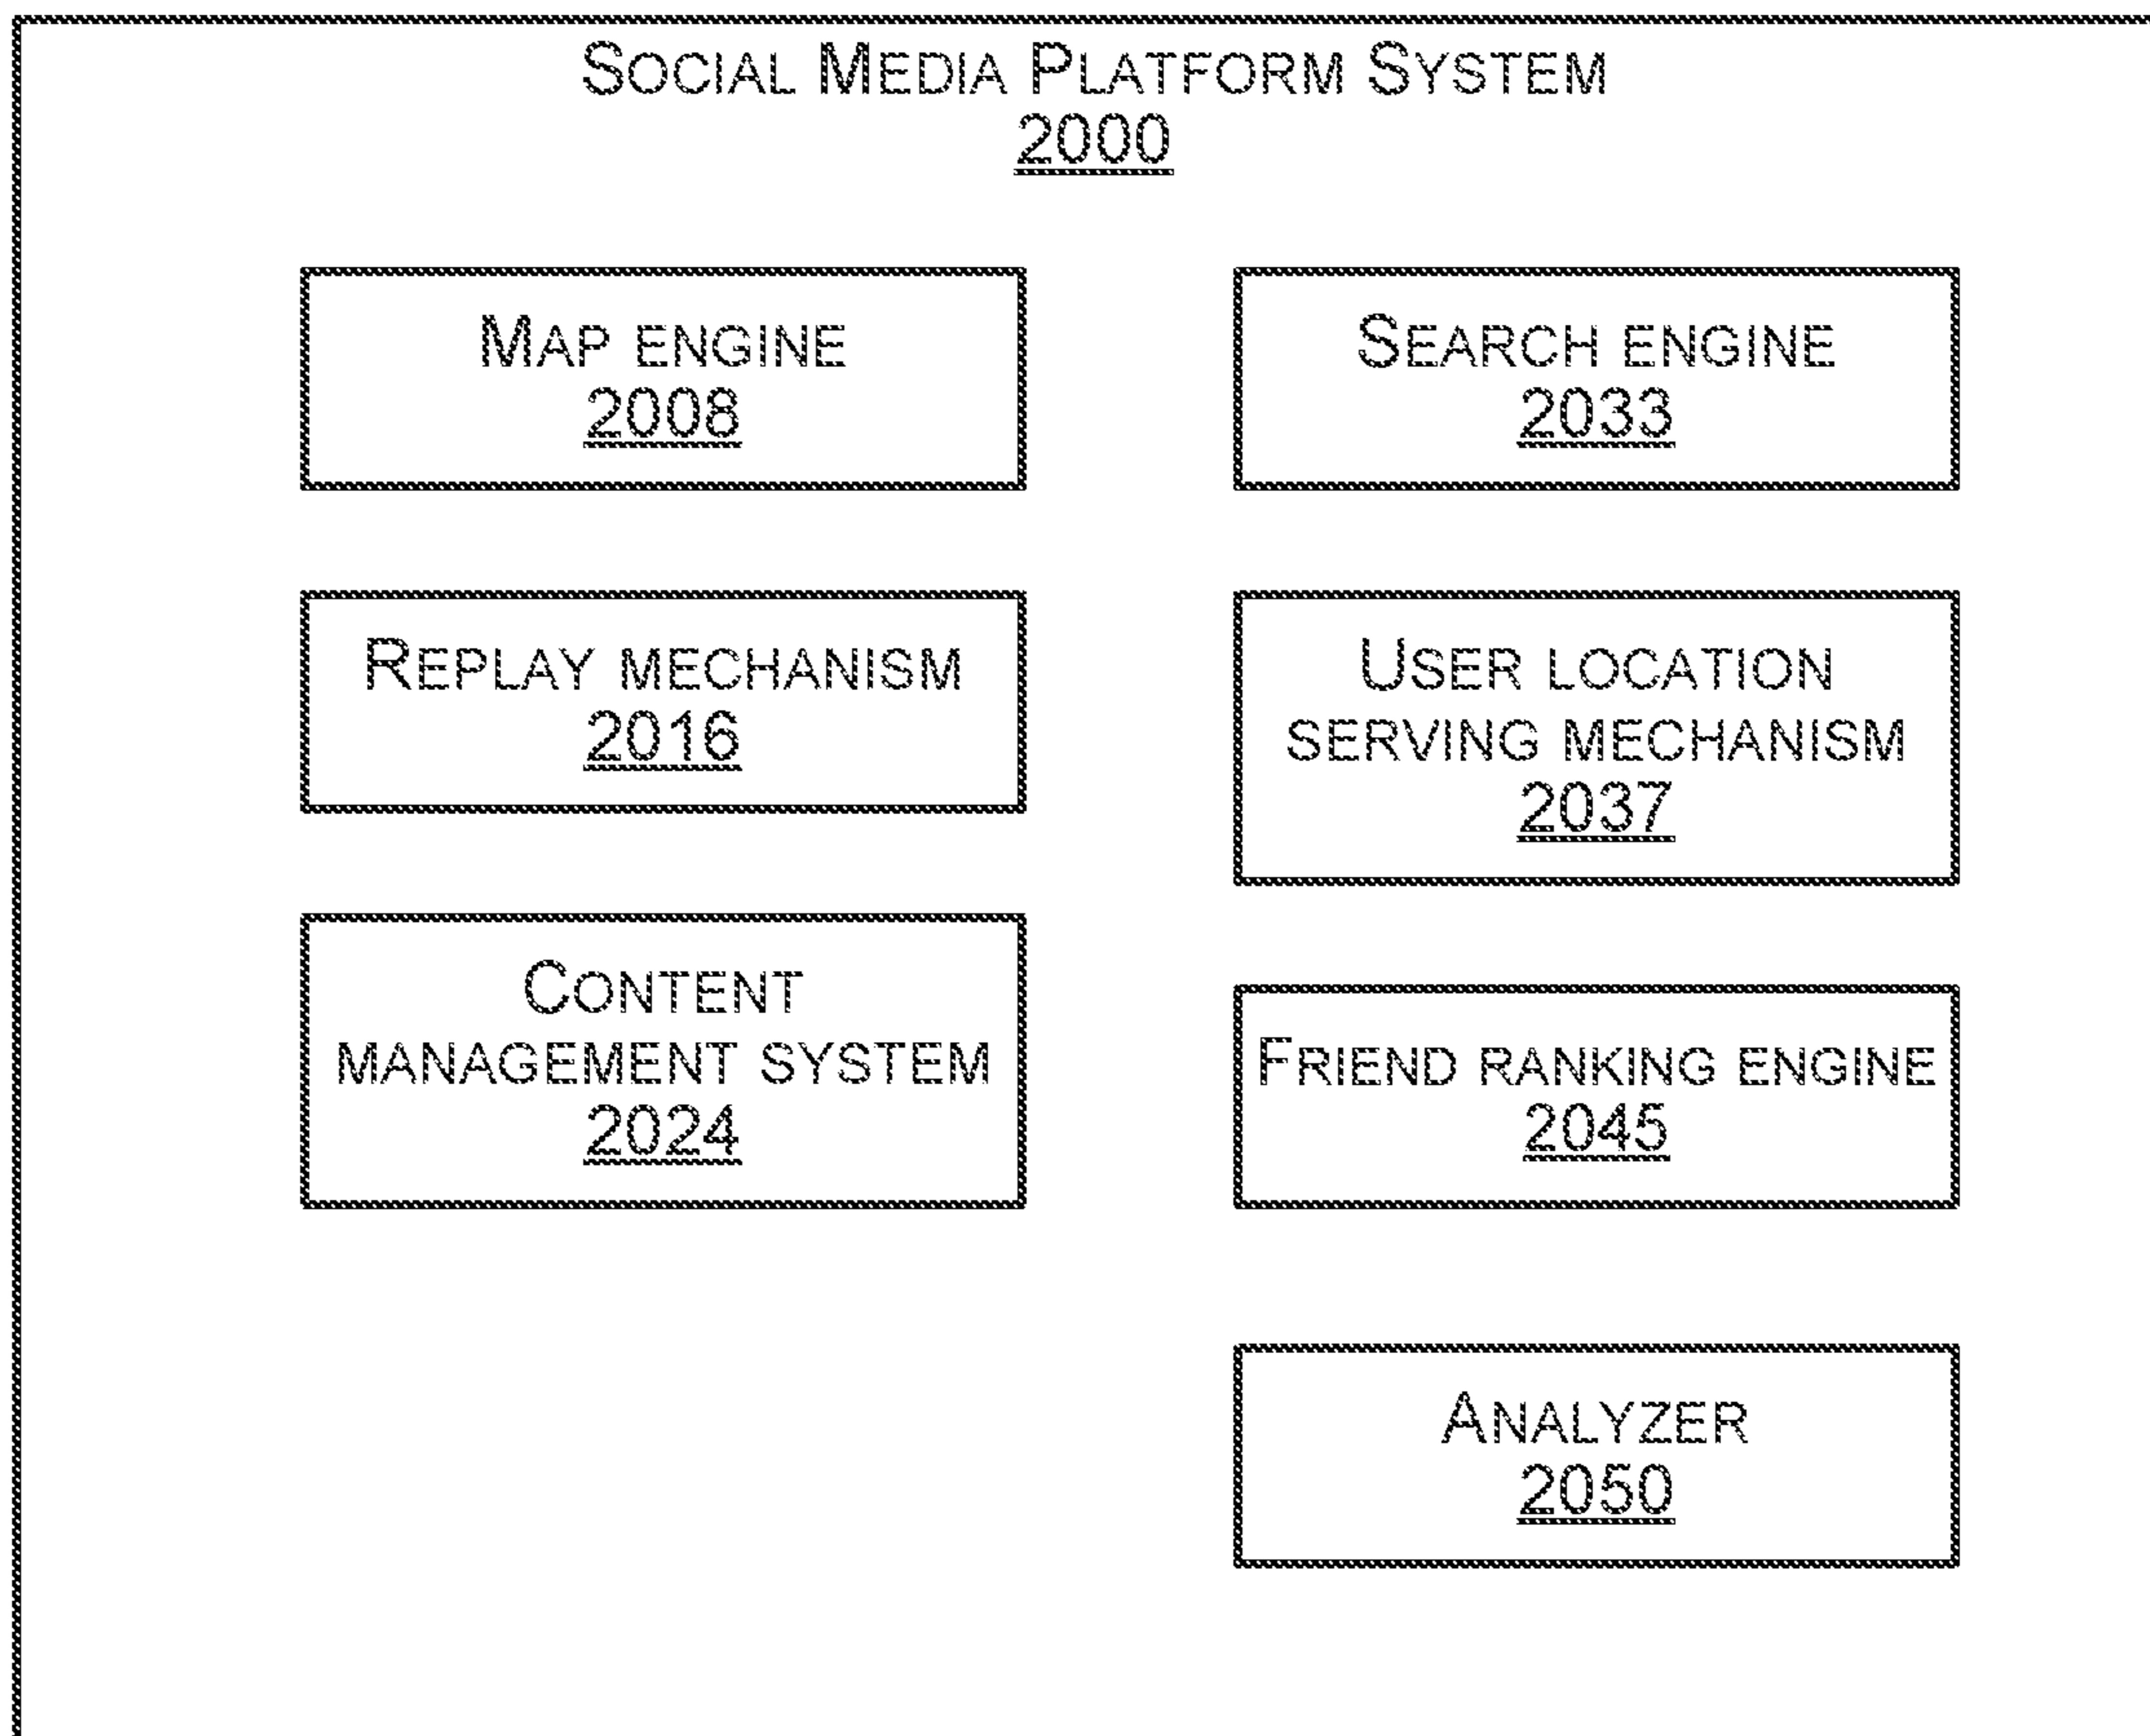 SOCIAL MEDIA PLATFORM SYSTEM
2000
MAP ENGINE
2008
REPLAY MECHANISM
2016
CONTENT
MANAGEMENT SYSTEM
2024
SEARCH ENGINE
2033
USER LOCATION
SERVING MECHANISM
2037
FRIEND RANKING ENGINE
2045
ANALYZER
2050